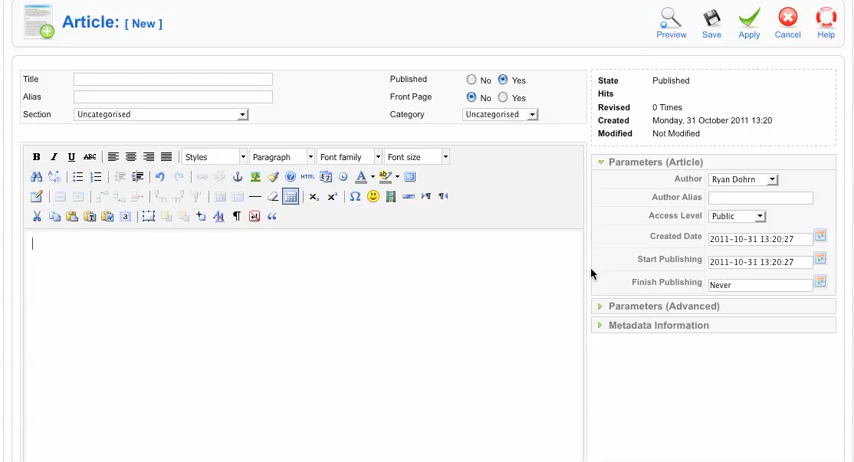 Article: [ New ]
Preview Save Apply Cancel Help
Title
Published No Yes
Alias
Front Page No Yes
Section Uncategorised
Category Uncategorised
State Published
Hits
Revised 0 Times
Created Monday, 31 October 2011 13:20
Modified Not Modified
B I U ABC Styles Paragraph Font family Font size
HTML
Parameters (Article)
Author Ryan Dohrn
Author Alias
Access Level Public
Created Date 2011-10-31 13:20:27
Start Publishing 2011-10-31 13:20:27
Finish Publishing Never
Parameters (Advanced)
Metadata Information